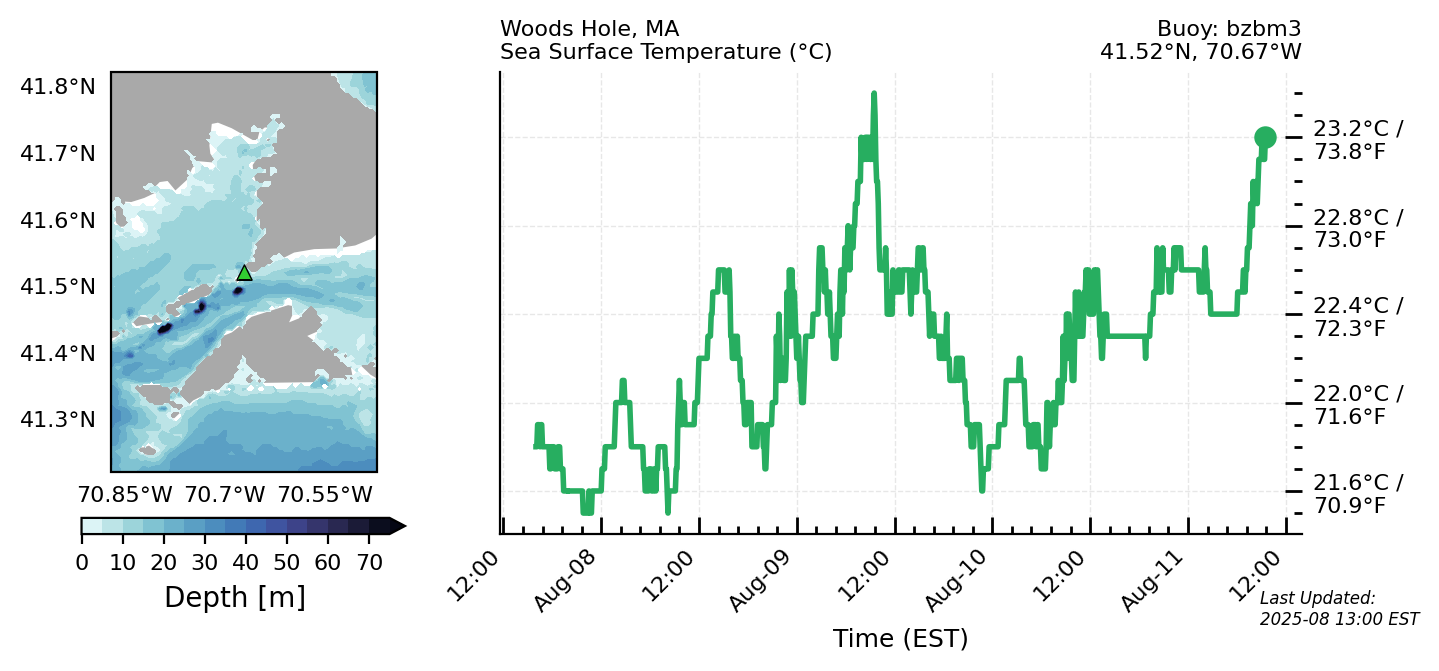 Woods Hole, MA
Sea Surface Temperature (°C)
Buoy: bzbm3
41.52°N, 70.67°W
41.8°N
41.7°N
41.6°N
41.5°N
41.4°N
41.3°N
70.85°W 70.7°W 70.55°W
0 10 20 30 40 50 60 70
Depth [m]
23.2°C /
73.8°F
22.8°C /
73.0°F
22.4°C /
72.3°F
22.0°C /
71.6°F
21.6°C /
70.9°F
12:00
Aug-08
12:00
Aug-09
12:00
Aug-10
12:00
Aug-11
12:00
Time (EST)
Last Updated:
2025-08 13:00 EST